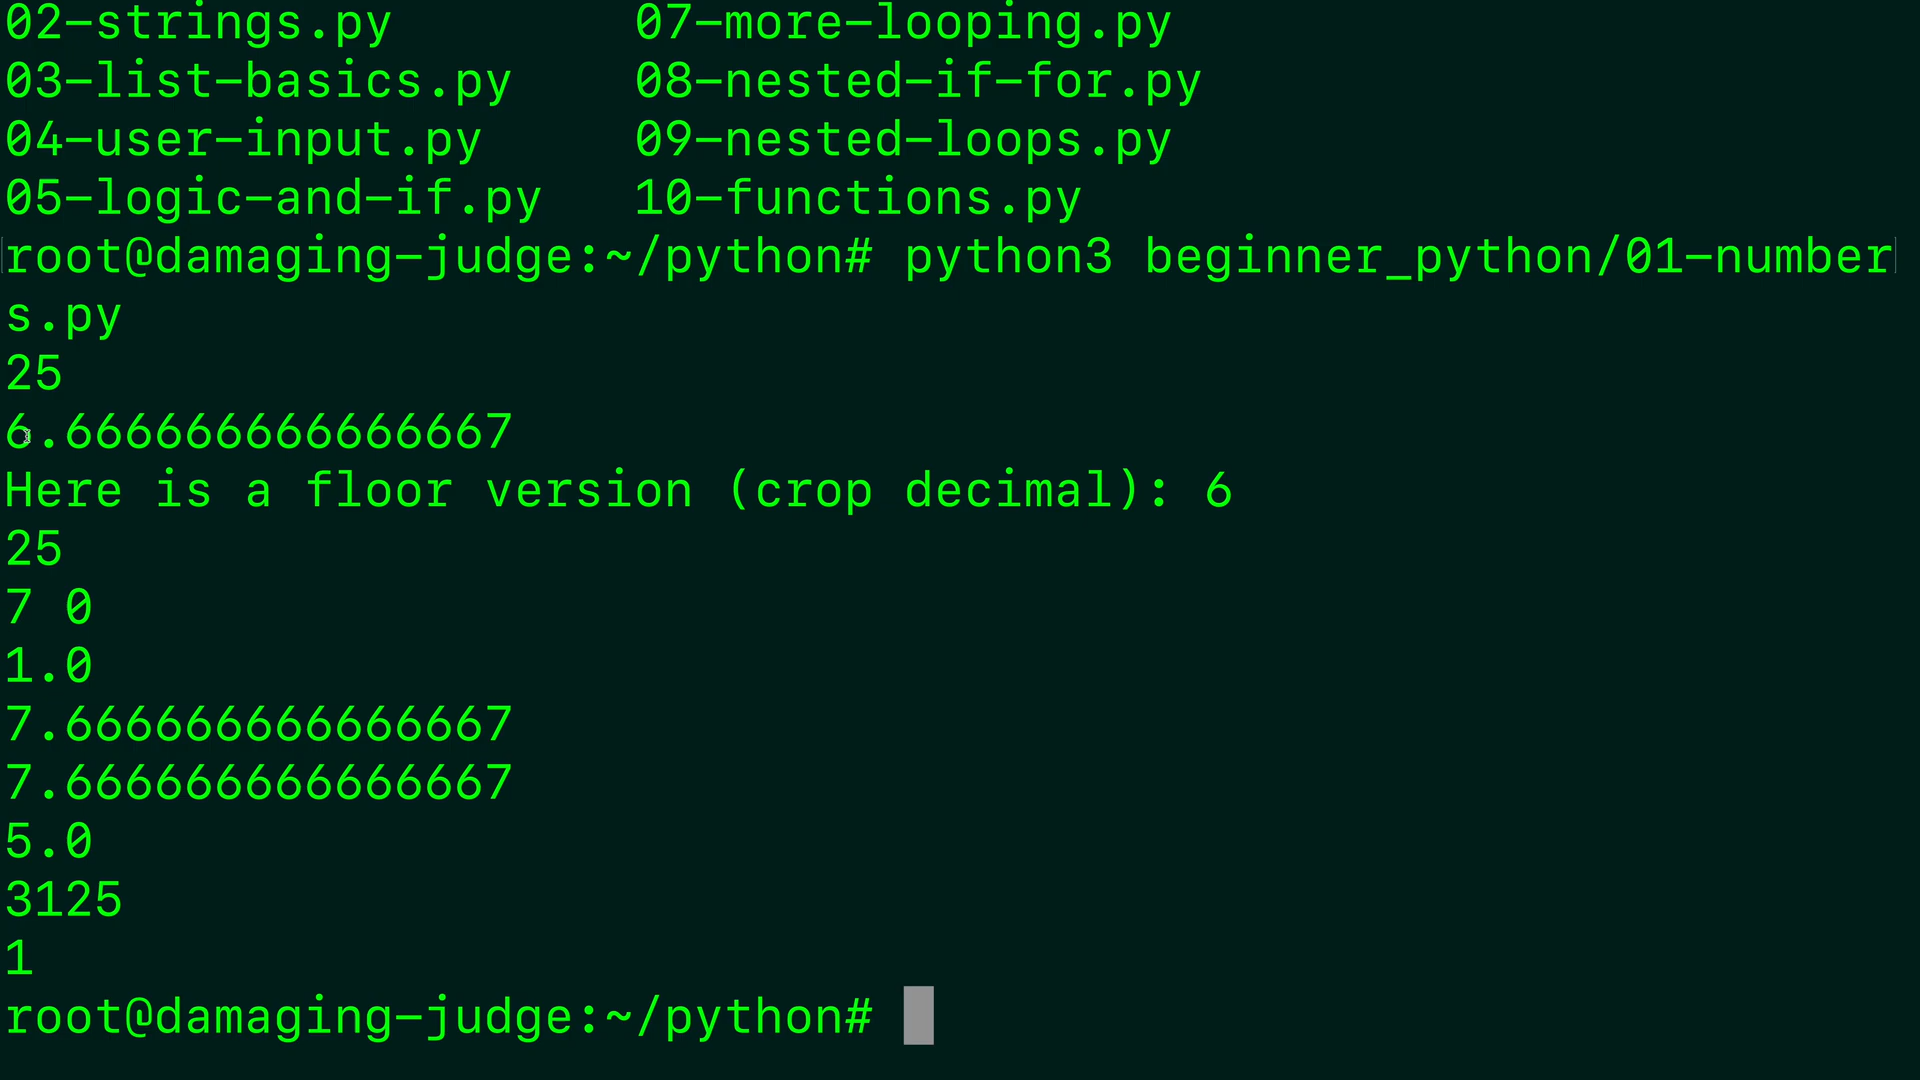 02-strings.py 07-more-looping.py
03-list-basics.py 08-nested-if-for.py
04-user-input.py 09-nested-loops.py
05-logic-and-if.py 10-functions.py
root@damaging-judge:~/python# python3 beginner_python/01-number
s.py
25
6.666666666666667
Here is a floor version (crop decimal): 6
25
7 0
1.0
7.666666666666667
7.666666666666667
5.0
3125
1
root@damaging-judge:~/python#